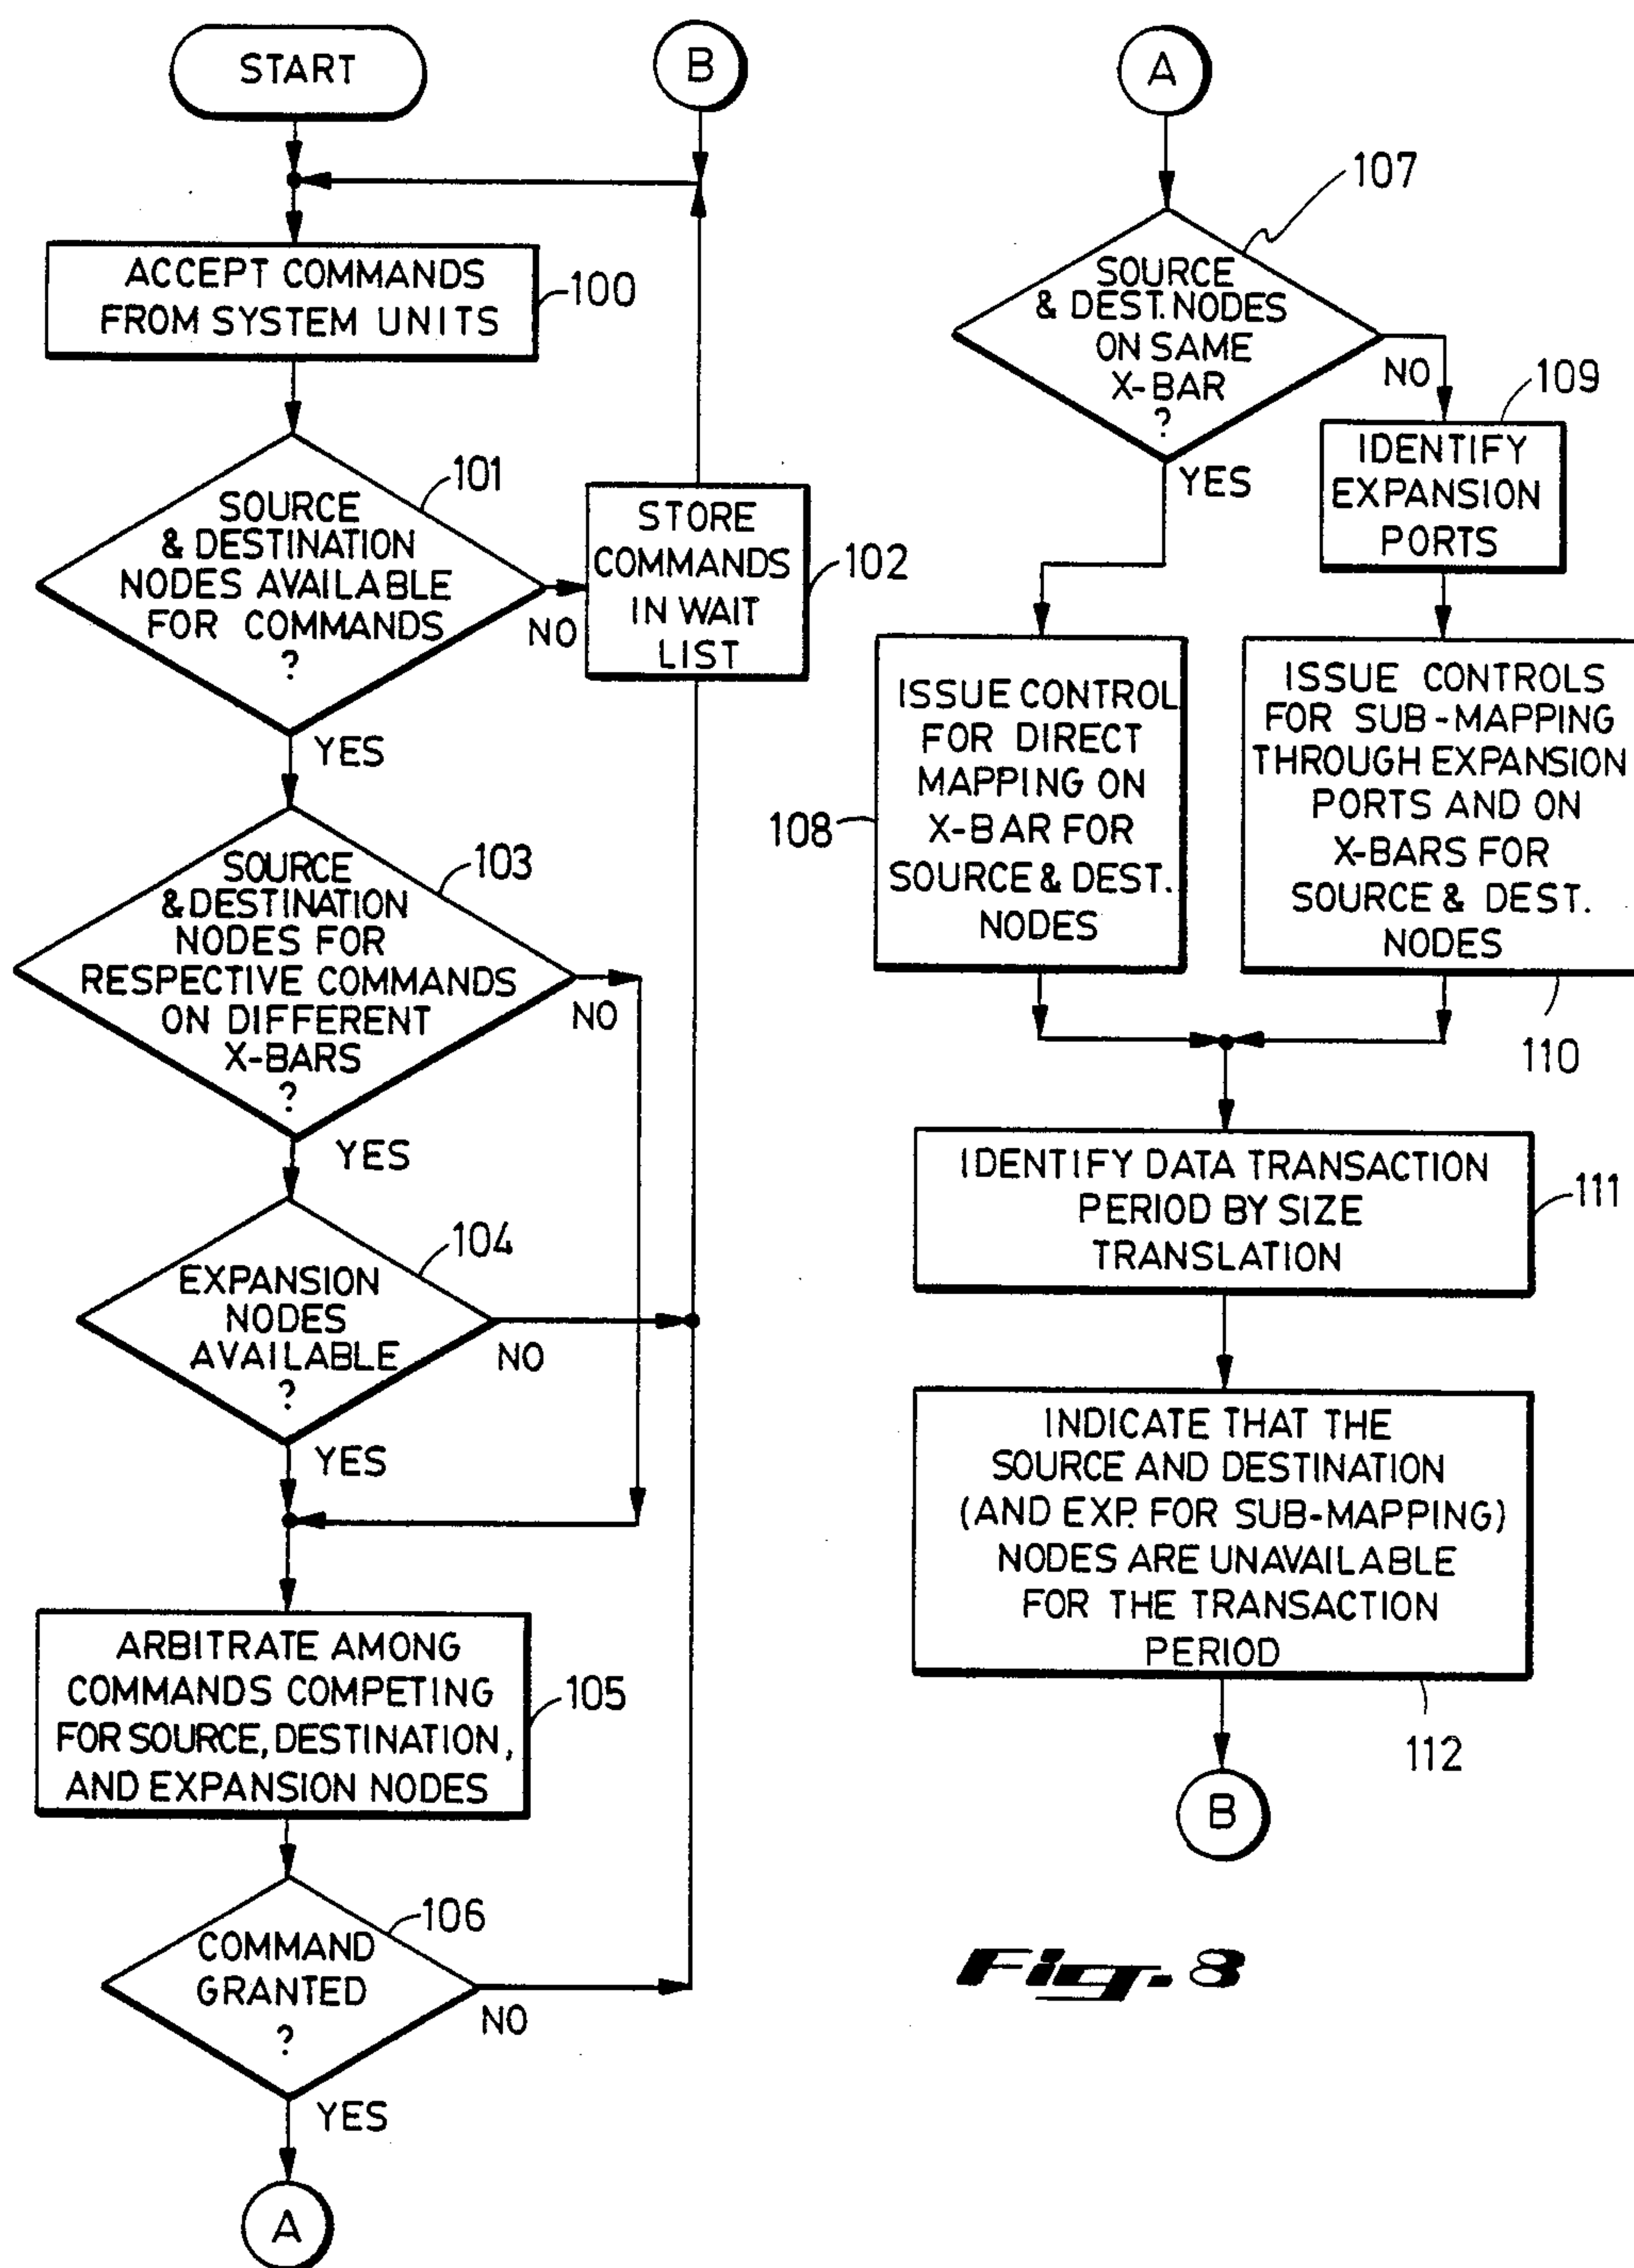 START
B
ACCEPT COMMANDS
FROM SYSTEM UNITS
100
SOURCE
& DESTINATION
NODES AVAILABLE
FOR COMMANDS
?
101
NO
YES
STORE
COMMANDS
IN WAIT
LIST
102
SOURCE
& DESTINATION
NODES FOR
RESPECTIVE COMMANDS
ON DIFFERENT
X-BARS
?
103
NO
YES
EXPANSION
NODES
AVAILABLE
?
104
NO
YES
ARBITRATE AMONG
COMMANDS COMPETING
FOR SOURCE, DESTINATION,
AND EXPANSION NODES
105
COMMAND
GRANTED
?
106
NO
YES
A
A
SOURCE
& DEST. NODES
ON SAME
X-BAR
?
107
NO
YES
IDENTIFY
EXPANSION
PORTS
109
ISSUE CONTROL
FOR DIRECT
MAPPING ON
X-BAR FOR
SOURCE & DEST.
NODES
108
ISSUE CONTROLS
FOR SUB-MAPPING
THROUGH EXPANSION
PORTS AND ON
X-BARS FOR
SOURCE & DEST.
NODES
110
IDENTIFY DATA TRANSACTION
PERIOD BY SIZE
TRANSLATION
111
INDICATE THAT THE
SOURCE AND DESTINATION
(AND EXP. FOR SUB-MAPPING)
NODES ARE UNAVAILABLE
FOR THE TRANSACTION
PERIOD
112
B
Fig. 8